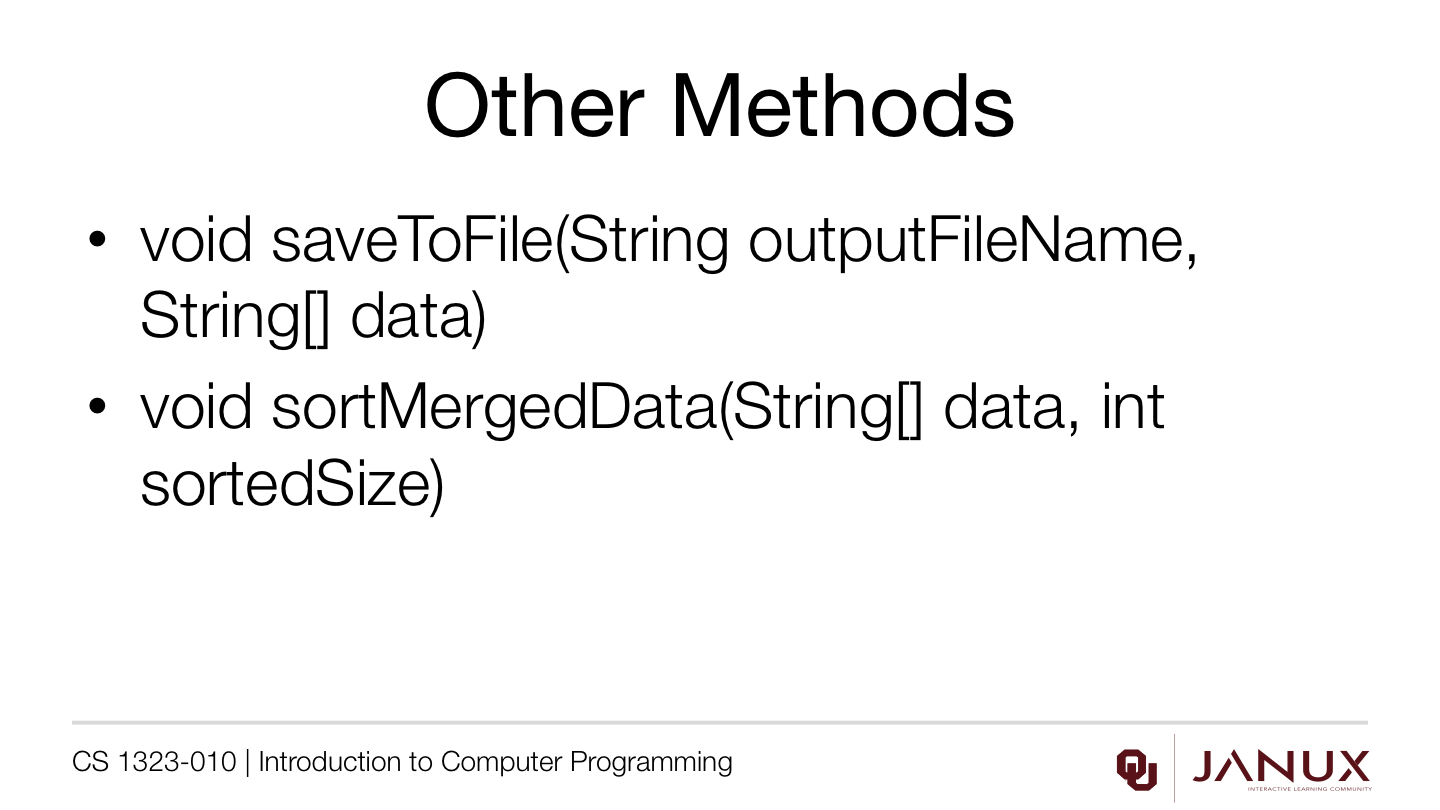 Other Methods
• void saveToFile(String outputFileName,
String[] data)
• void sortMergedData(String[] data, int
sortedSize)
CS 1323-010 | Introduction to Computer Programming
OU
JANUX
INTERACTIVE LEARNING COMMUNITY